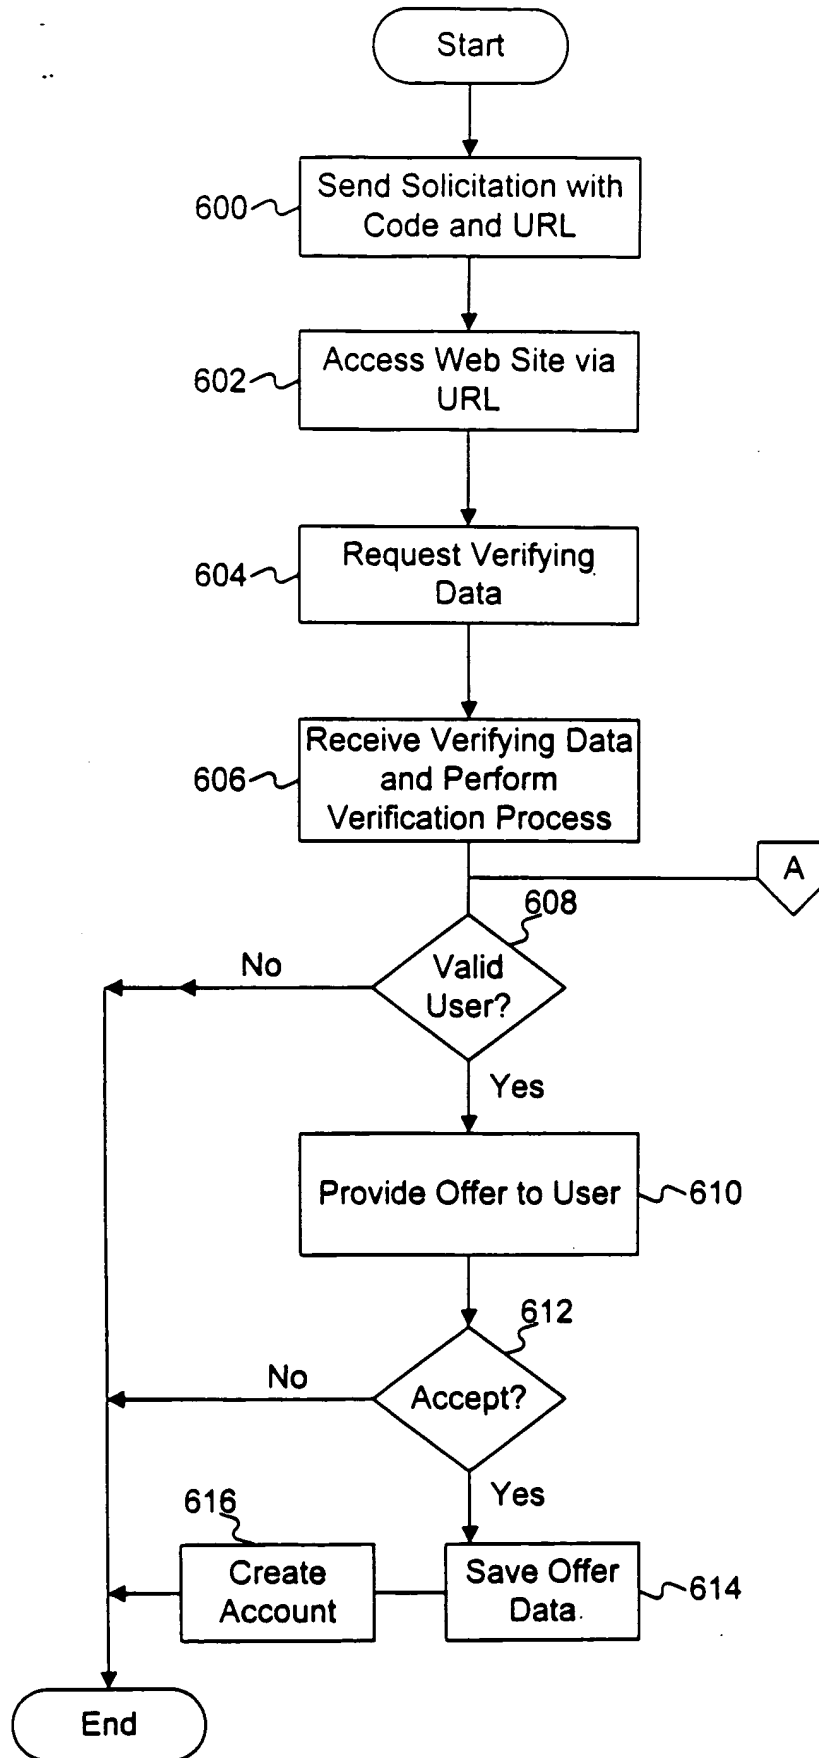 Start
Send Solicitation with
Code and URL
600
Access Web Site via
URL
602
Request Verifying
Data
604
Receive Verifying Data
and Perform
Verification Process
606
A
608
Valid
User?
No
Yes
Provide Offer to User
610
612
Accept?
No
Yes
616
Create
Account
Save Offer
Data
614
End